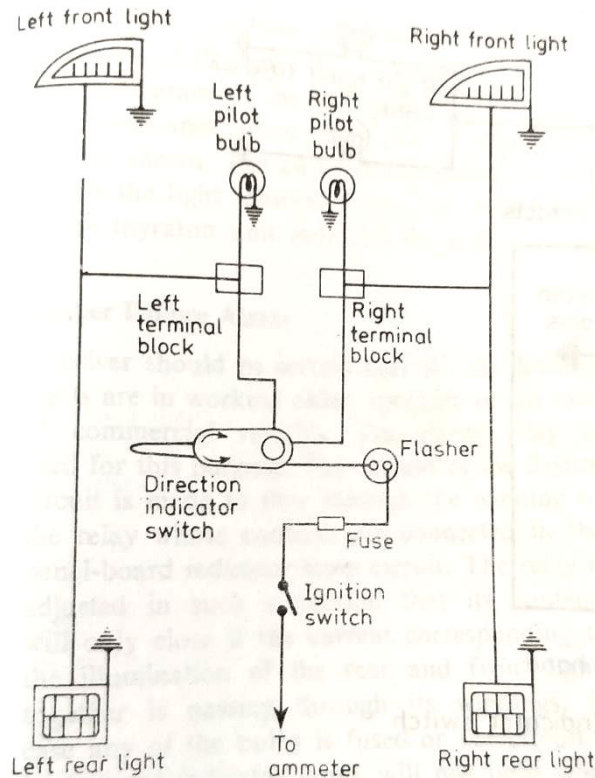 Left front light
Right front light
Left
pilot
bulb
Right
pilot
bulb
Left
terminal
block
Right
terminal
block
Flasher
Direction
indicator
switch
Fuse
Ignition
switch
To
ammeter
Left rear light
Right rear light